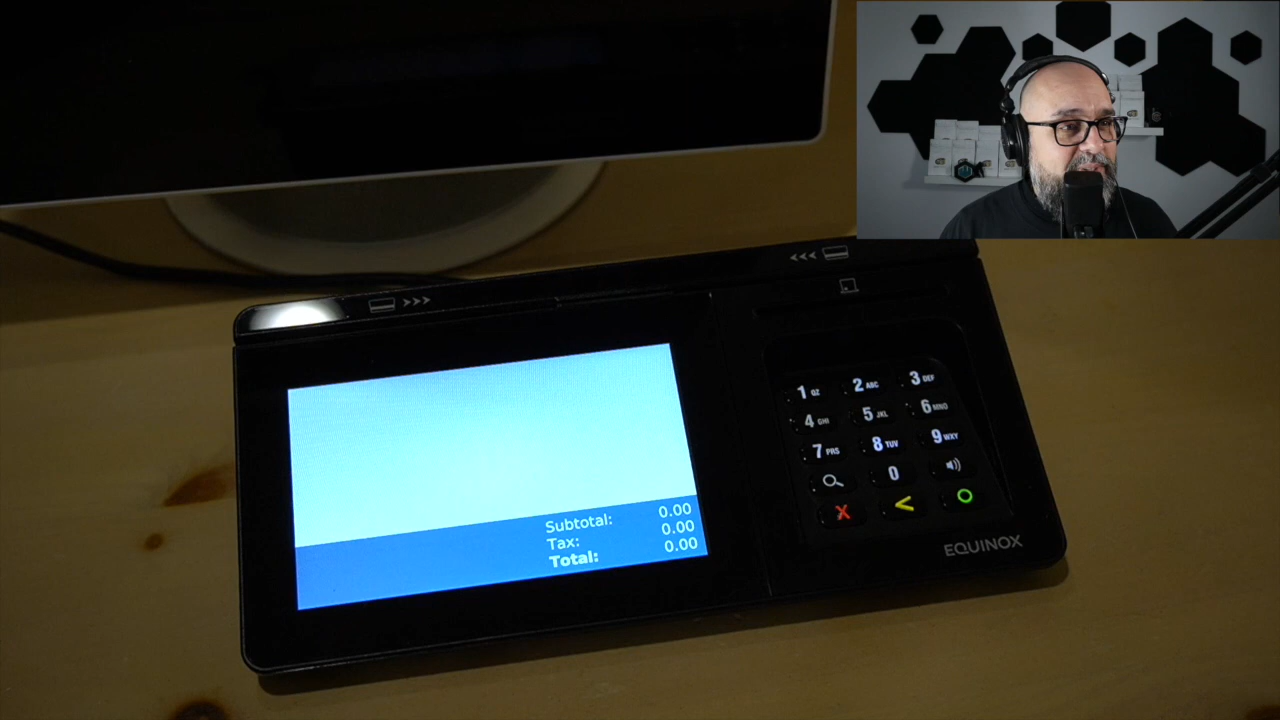 Subtotal: 0.00
Tax: 0.00
Total: 0.00
1 QZ 2 ABC 3 DEF
4 GHI 5 JKL 6 MNO
7 PRS 8 TUV 9 WXY
0
X < O
EQUINOX